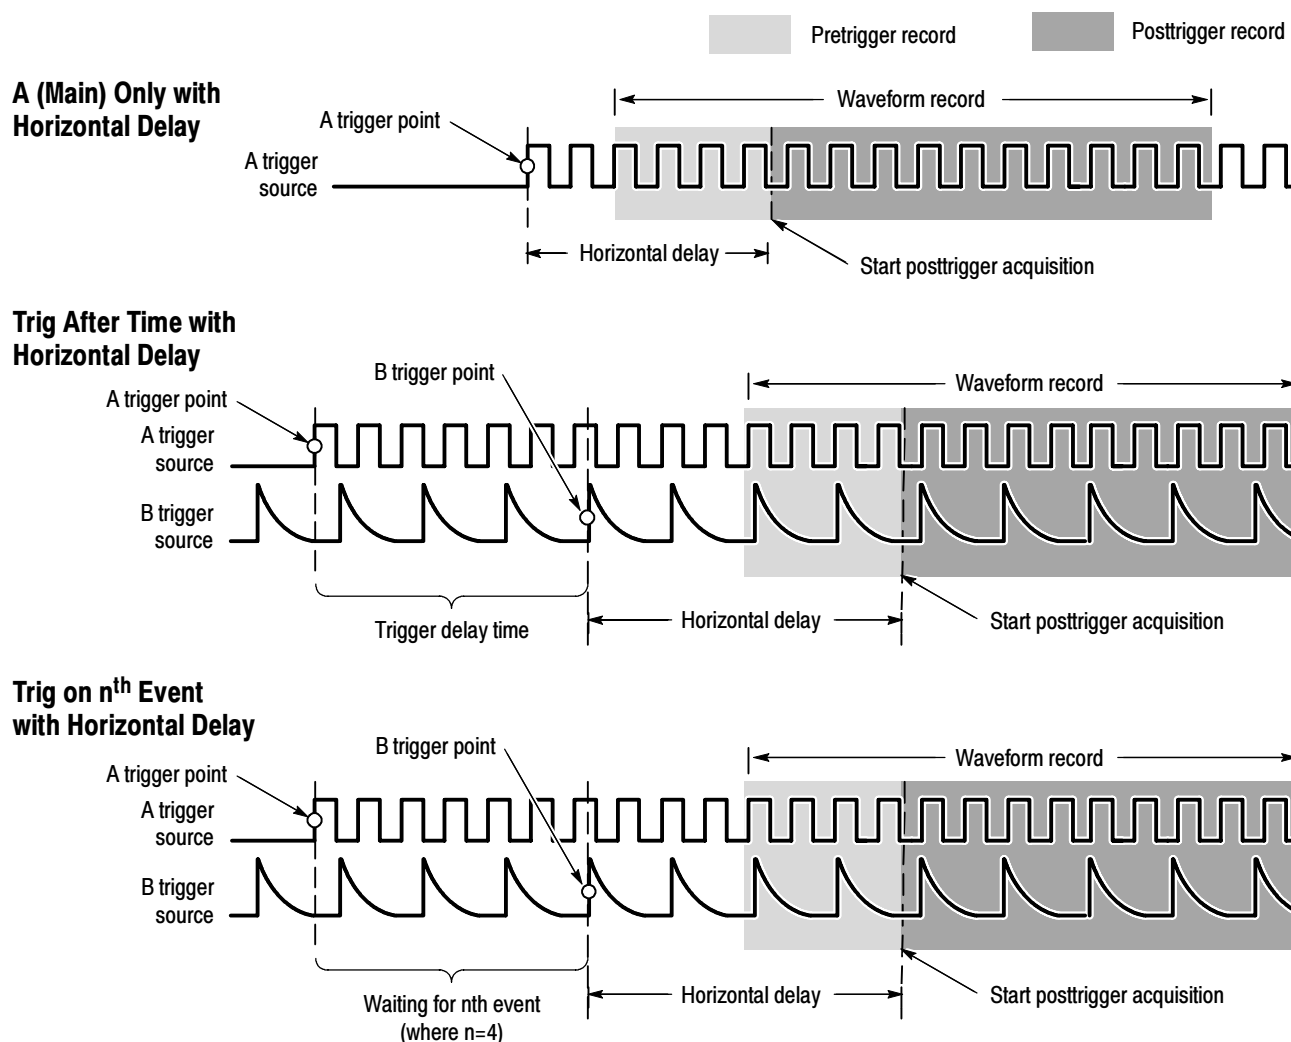 Pretrigger record
Posttrigger record
A (Main) Only with
Horizontal Delay
Waveform record
A trigger point
A trigger
source
Horizontal delay
Start posttrigger acquisition
Trig After Time with
Horizontal Delay
B trigger point
Waveform record
A trigger point
A trigger
source
B trigger
source
Trigger delay time
Horizontal delay
Start posttrigger acquisition
Trig on nth Event
with Horizontal Delay
B trigger point
Waveform record
A trigger point
A trigger
source
B trigger
source
Waiting for nth event
(where n=4)
Horizontal delay
Start posttrigger acquisition